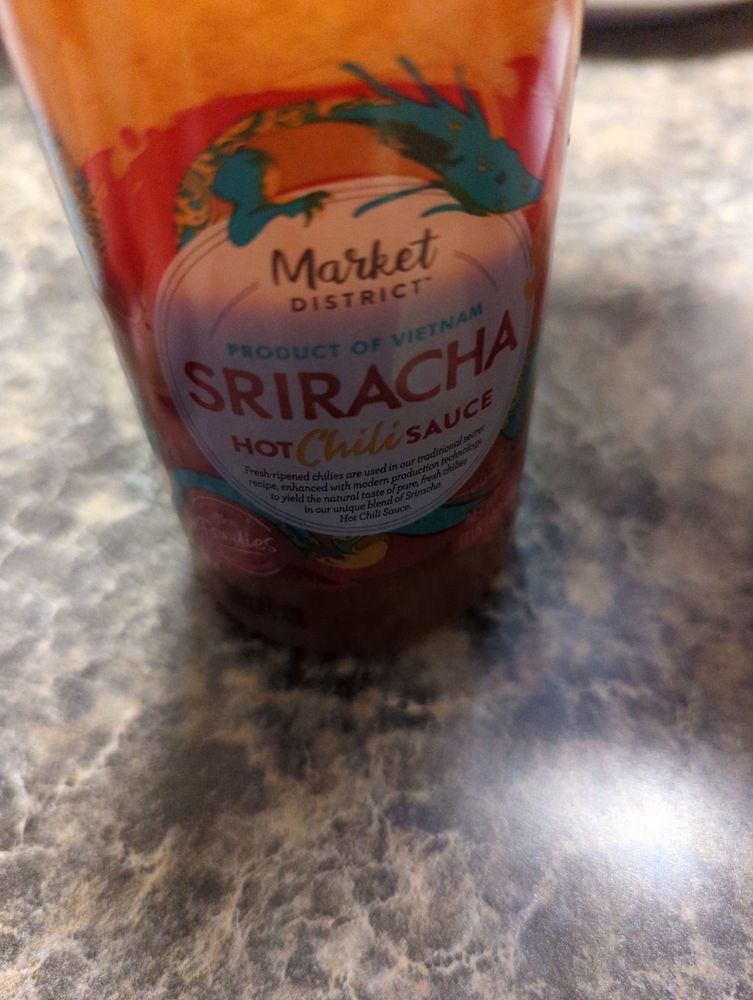 Market
DISTRICT™
PRODUCT OF VIETNAM
SRIRACHA
HOT Chili SAUCE
Fresh-ripened chilies are used in our traditional secret
recipe, enhanced with modern production technology,
to yield the natural taste of pure, fresh chilies
in our unique blend of Sriracha
Hot Chili Sauce.